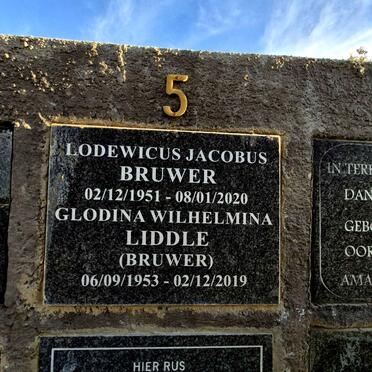 5
LODEWICUS JACOBUS
BRUWER
02/12/1951 - 08/01/2020
GLODINA WILHELMINA
LIDDLE
(BRUWER)
06/09/1953 - 02/12/2019
IN TER
DAN
GEBO
OOR
AMA
HIER RUS